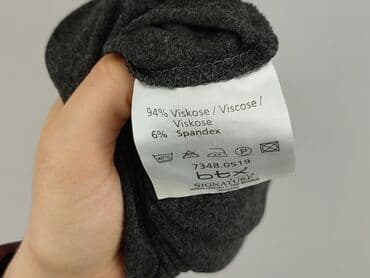 94% Viskose / Viscose /
Viskose
6% Spandex
7348.0519
btx
SIGNATURE